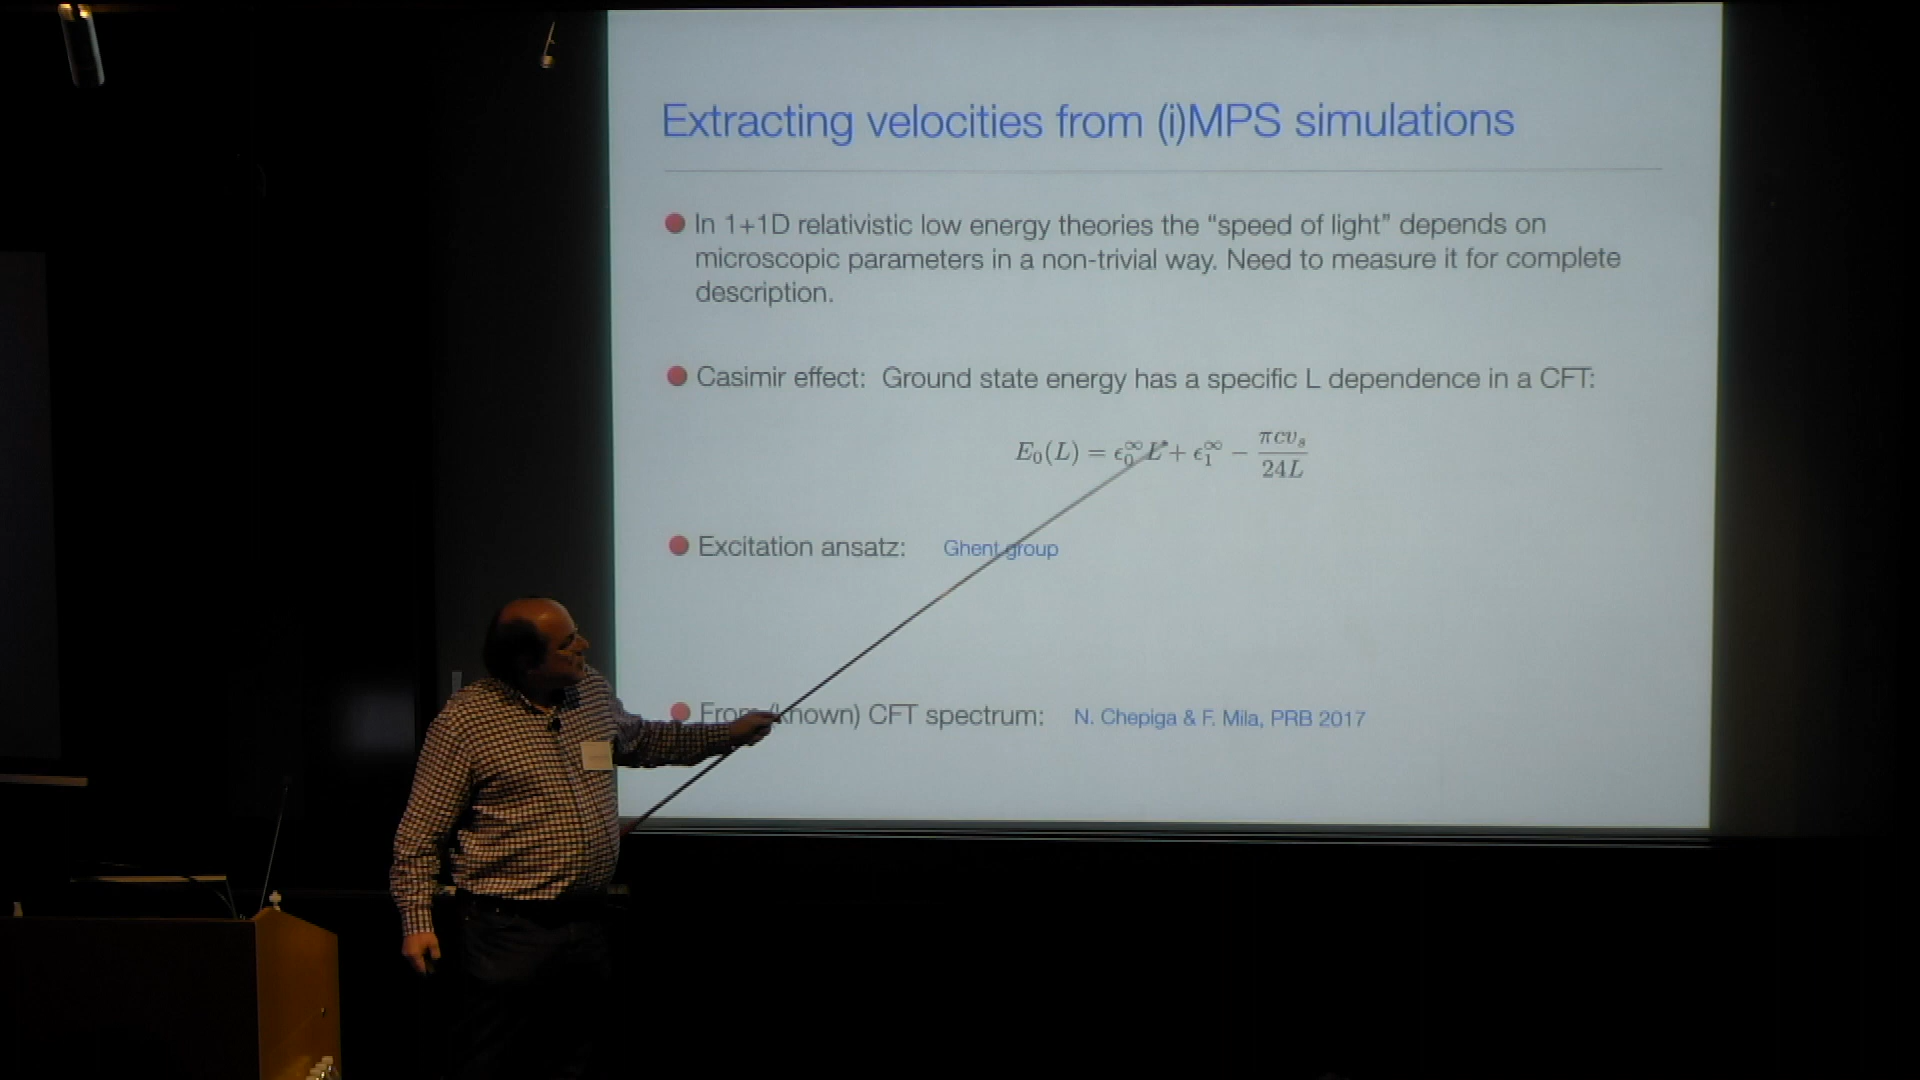 Extracting velocities from (i)MPS simulations
In 1+1D relativistic low energy theories the “speed of light” depends on
microscopic parameters in a non-trivial way. Need to measure it for complete
description.
Casimir effect: Ground state energy has a specific L dependence in a CFT:
E₀(L) = ϵ₀^∞ L + ϵ₁^∞ − πcvₛ / 24L
Excitation ansatz: Ghent group
From (known) CFT spectrum: N. Chepiga & F. Mila, PRB 2017